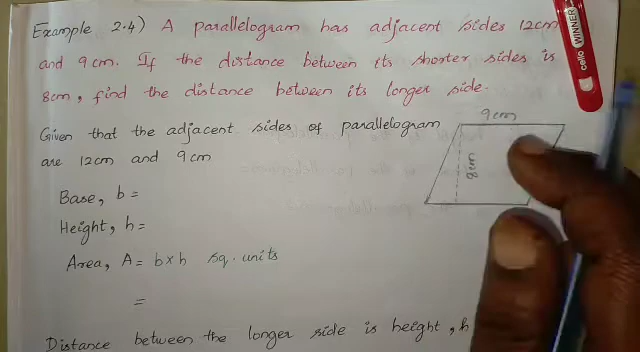 Example 2.4) A parallelogram has adjacent sides 12cm
and 9cm. If the distance between its shorter sides is
8cm, find the distance between its longer side.
Given that the adjacent sides of parallelogram
are 12cm and 9cm
9cm
8cm
Base, b =
Height, h =
Area, A = b × h sq. units
=
Distance between the longer side is height, h
cello WINNER